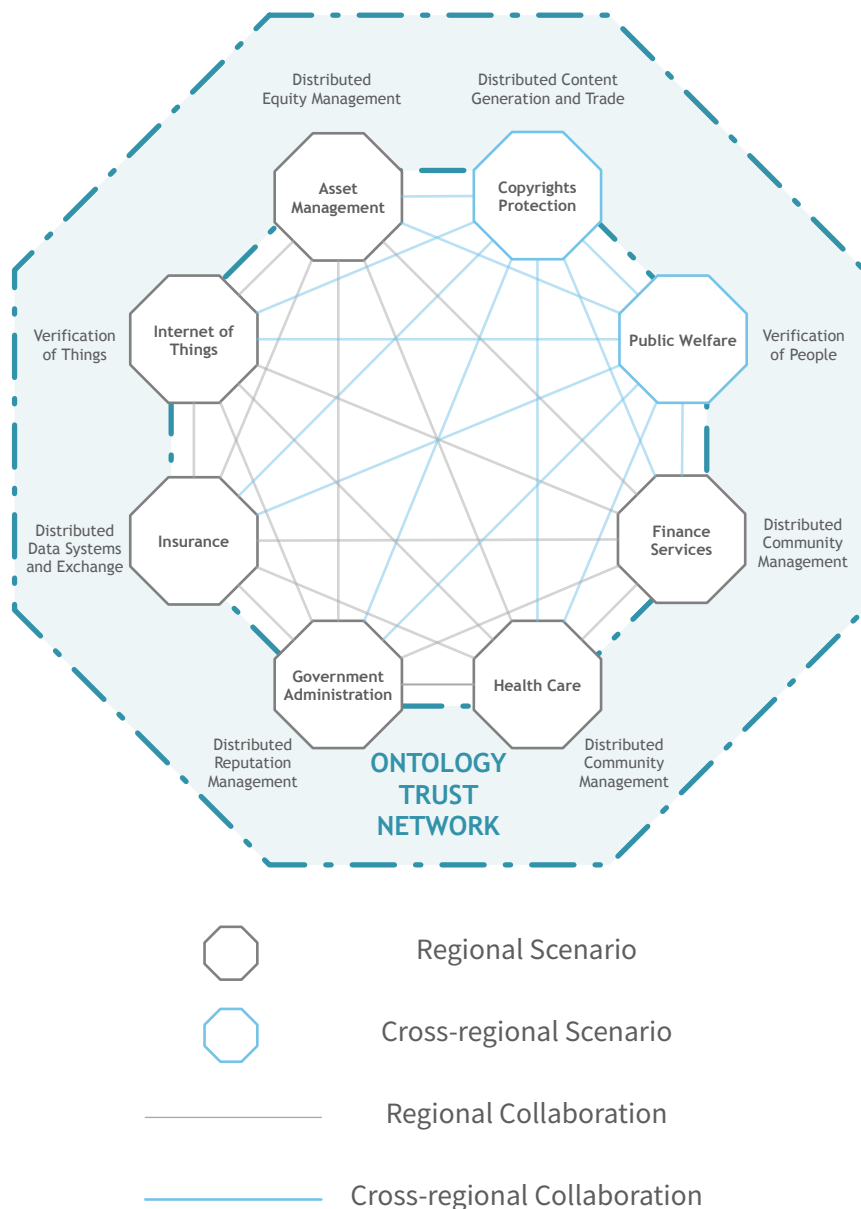 Distributed
Equity Management
Distributed Content
Generation and Trade
Asset
Management
Copyrights
Protection
Verification
of Things
Internet of
Things
Public Welfare
Verification
of People
Distributed
Data Systems
and Exchange
Insurance
Finance
Services
Distributed
Community
Management
Government
Administration
Health Care
Distributed
Reputation
Management
ONTOLOGY
TRUST
NETWORK
Distributed
Community
Management
Regional Scenario
Cross-regional Scenario
Regional Collaboration
Cross-regional Collaboration